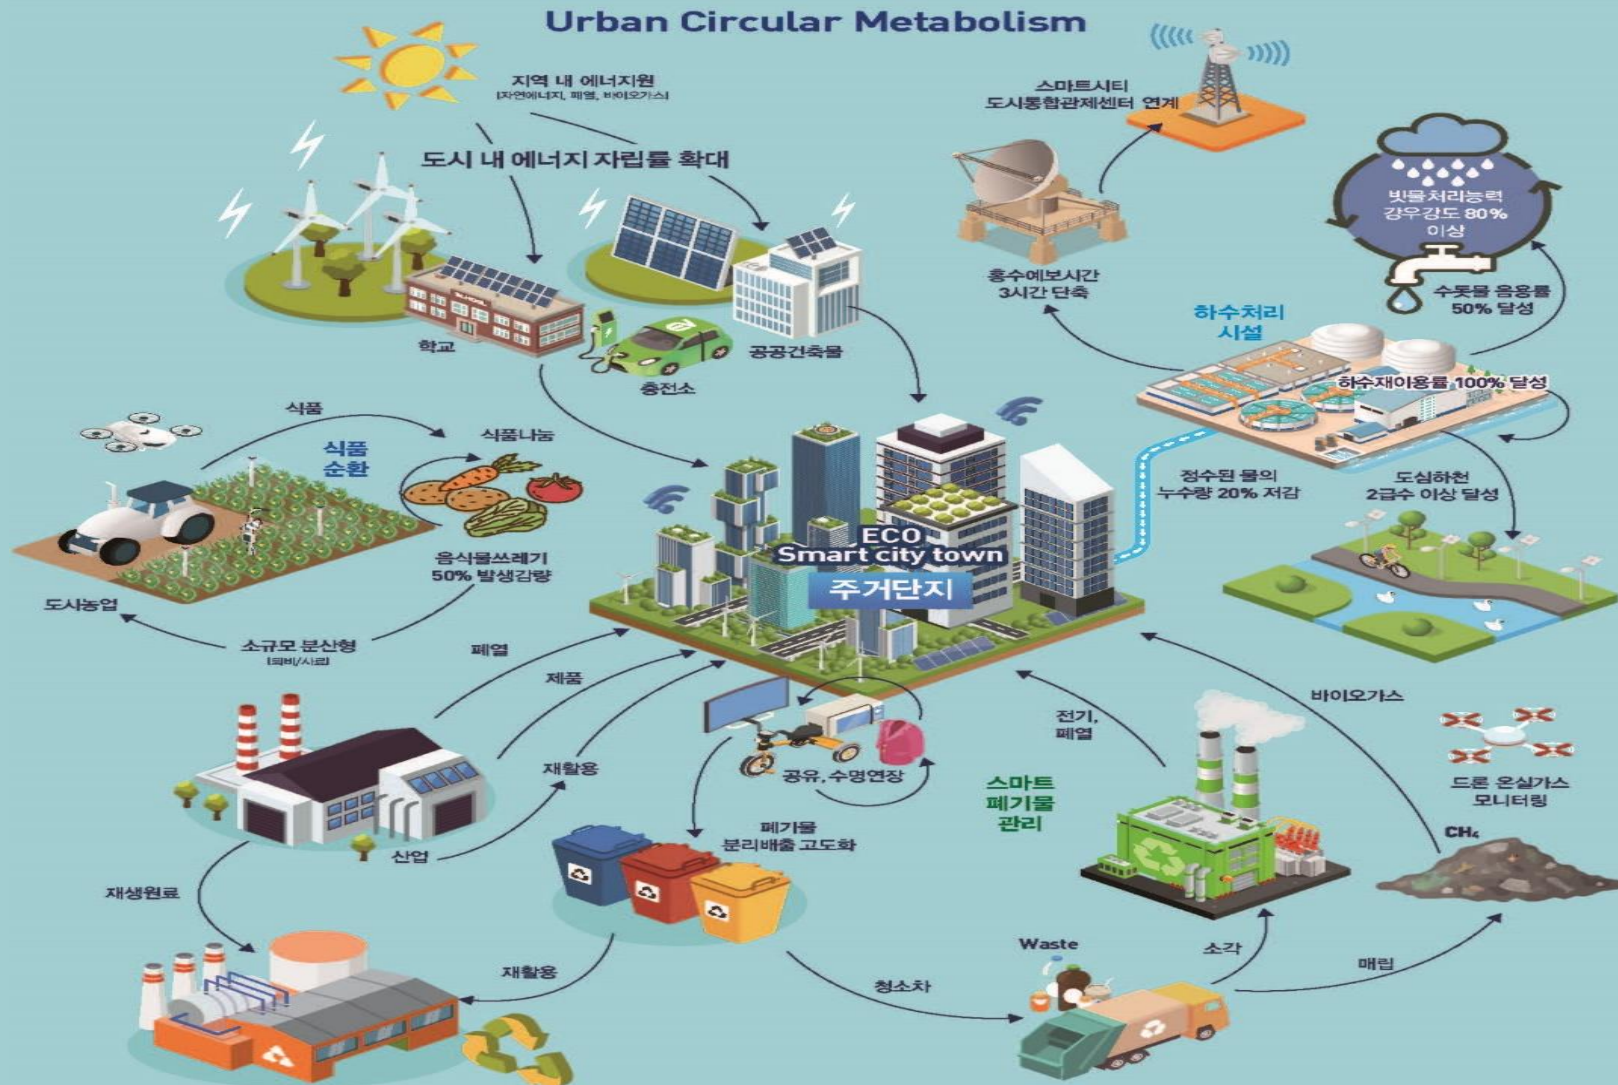 Urban Circular Metabolism
지역 내 에너지원
(자연에너지, 폐열, 바이오가스)
도시 내 에너지 자립률 확대
스마트시티
도시통합관제센터 연계
빗물처리능력
강우강도 80%
이상
수돗물 음용률
50% 달성
홍수예보시간
3시간 단축
하수처리
시설
하수재이용률 100% 달성
SCHOOL
학교
충전소
공공건축물
식품
식품
순환
식품나눔
음식물쓰레기
50% 발생감량
도시농업
소규모 분산형
(퇴비/사료)
정수된 물의
누수량 20% 저감
도심하천
2급수 이상 달성
ECO
Smart city town
주거단지
폐열
제품
재활용
산업
재생원료
공유, 수명연장
폐기물
분리배출 고도화
전기,
폐열
스마트
폐기물
관리
바이오가스
드론 온실가스
모니터링
CH₄
재활용
청소차
Waste
소각
매립